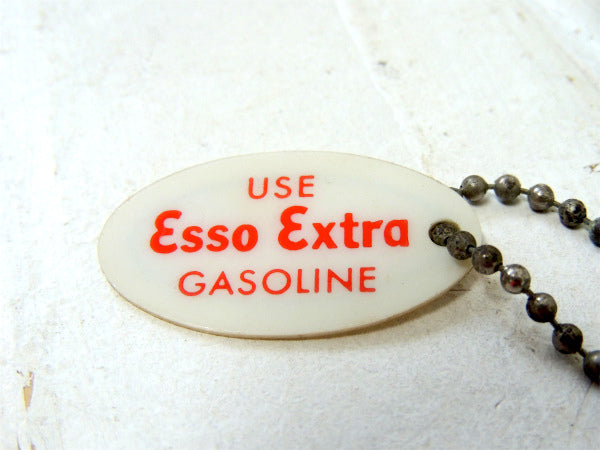 USE
Esso Extra
GASOLINE